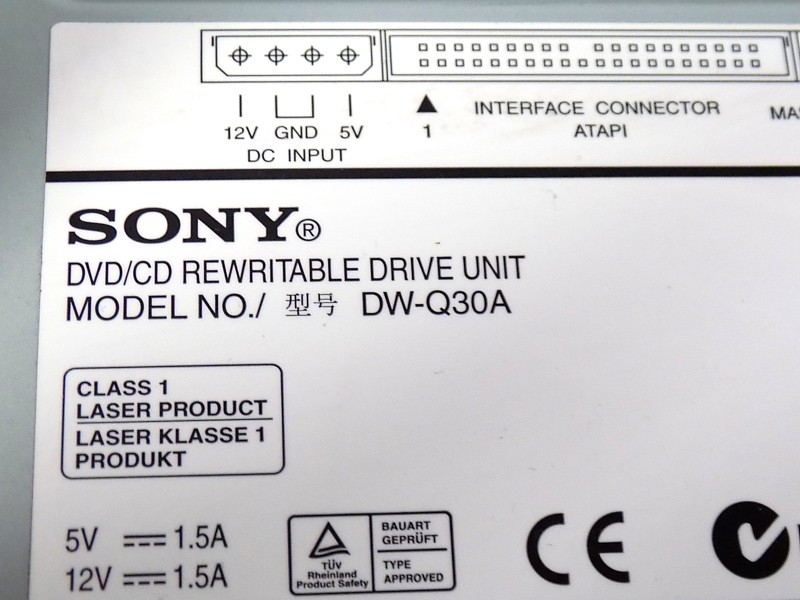 12V GND 5V
DC INPUT
▲
1
INTERFACE CONNECTOR
ATAPI
SONY®
DVD/CD REWRITABLE DRIVE UNIT
MODEL NO./ 型号 DW-Q30A
CLASS 1
LASER PRODUCT
LASER KLASSE 1
PRODUKT
5V ⎓ 1.5A
12V ⎓ 1.5A
TÜV
Rheinland
Product Safety
BAUART
GEPRÜFT
TYPE
APPROVED
CE